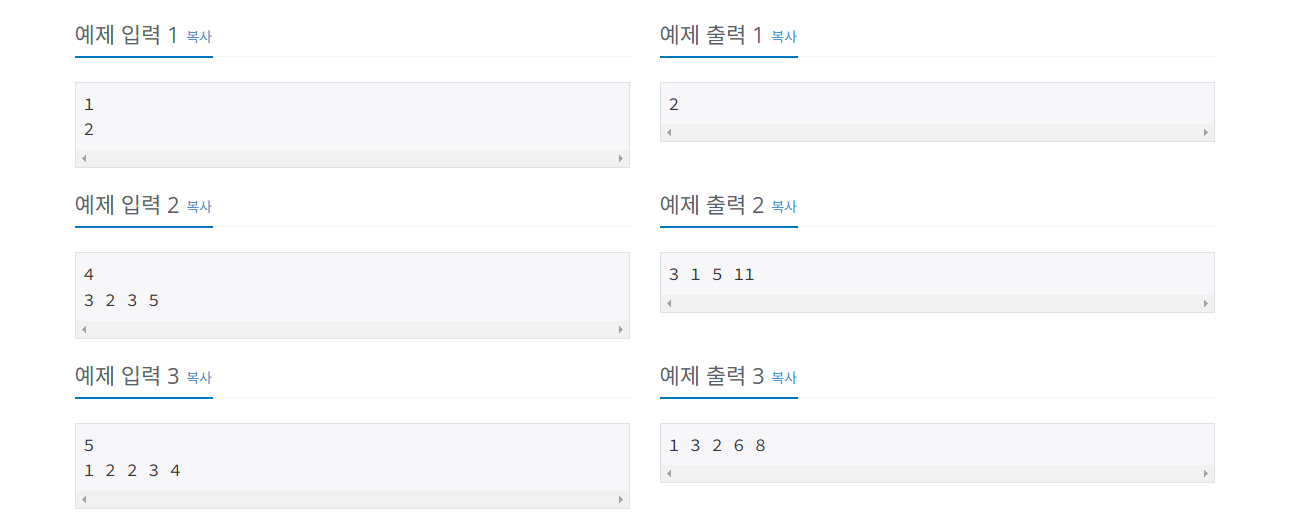 예제 입력 1 복사
1
2
예제 출력 1 복사
2
예제 입력 2 복사
4
3 2 3 5
예제 출력 2 복사
3 1 5 11
예제 입력 3 복사
5
1 2 2 3 4
예제 출력 3 복사
1 3 2 6 8